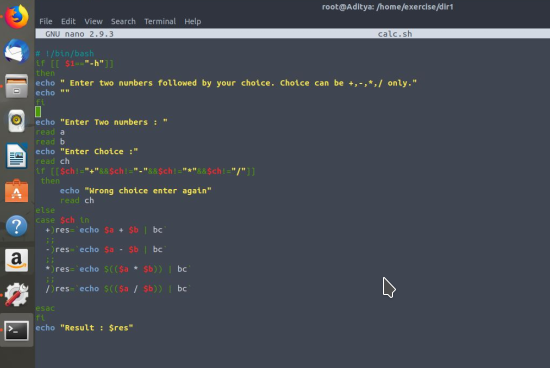 root@Aditya: /home/exercise/dir1
File Edit View Search Terminal Help
GNU nano 2.9.3 calc.sh
# !/bin/bash
if [[ $1=="-h"]]
then
echo " Enter two numbers followed by your choice. Choice can be +,-,*,/ only."
echo ""
fi
echo "Enter Two numbers : "
read a
read b
echo "Enter Choice :"
read ch
if [[$ch!="+"&&$ch!="-"&&$ch!="*"&&$ch!="/"]]
then
echo "Wrong choice enter again"
read ch
else
case $ch in
+)res=`echo $a + $b | bc`
;;
-)res=`echo $a - $b | bc`
;;
*)res=`echo $(($a * $b)) | bc`
;;
/)res=`echo $(($a / $b)) | bc`
esac
fi
echo "Result : $res"